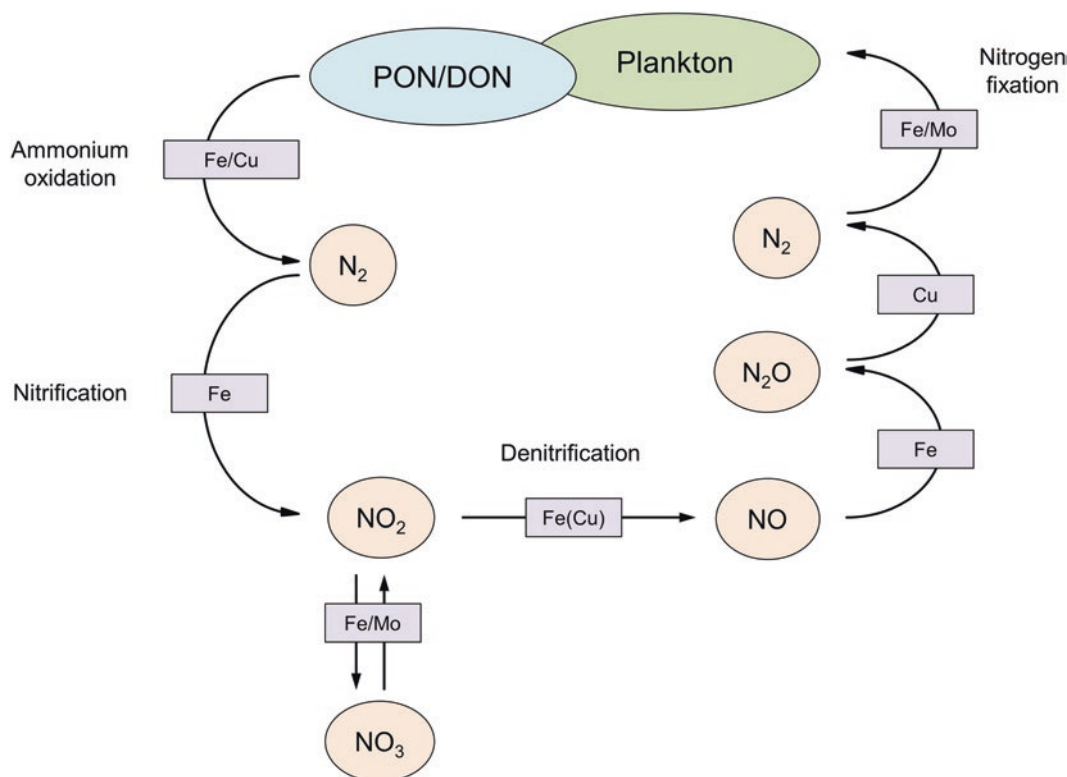 PON/DON
Plankton
Nitrogen
fixation
Fe/Mo
Ammonium
oxidation
Fe/Cu
N₂
N₂
Cu
Nitrification
Fe
N₂O
Fe
Denitrification
NO₂
Fe(Cu)
NO
Fe/Mo
NO₃